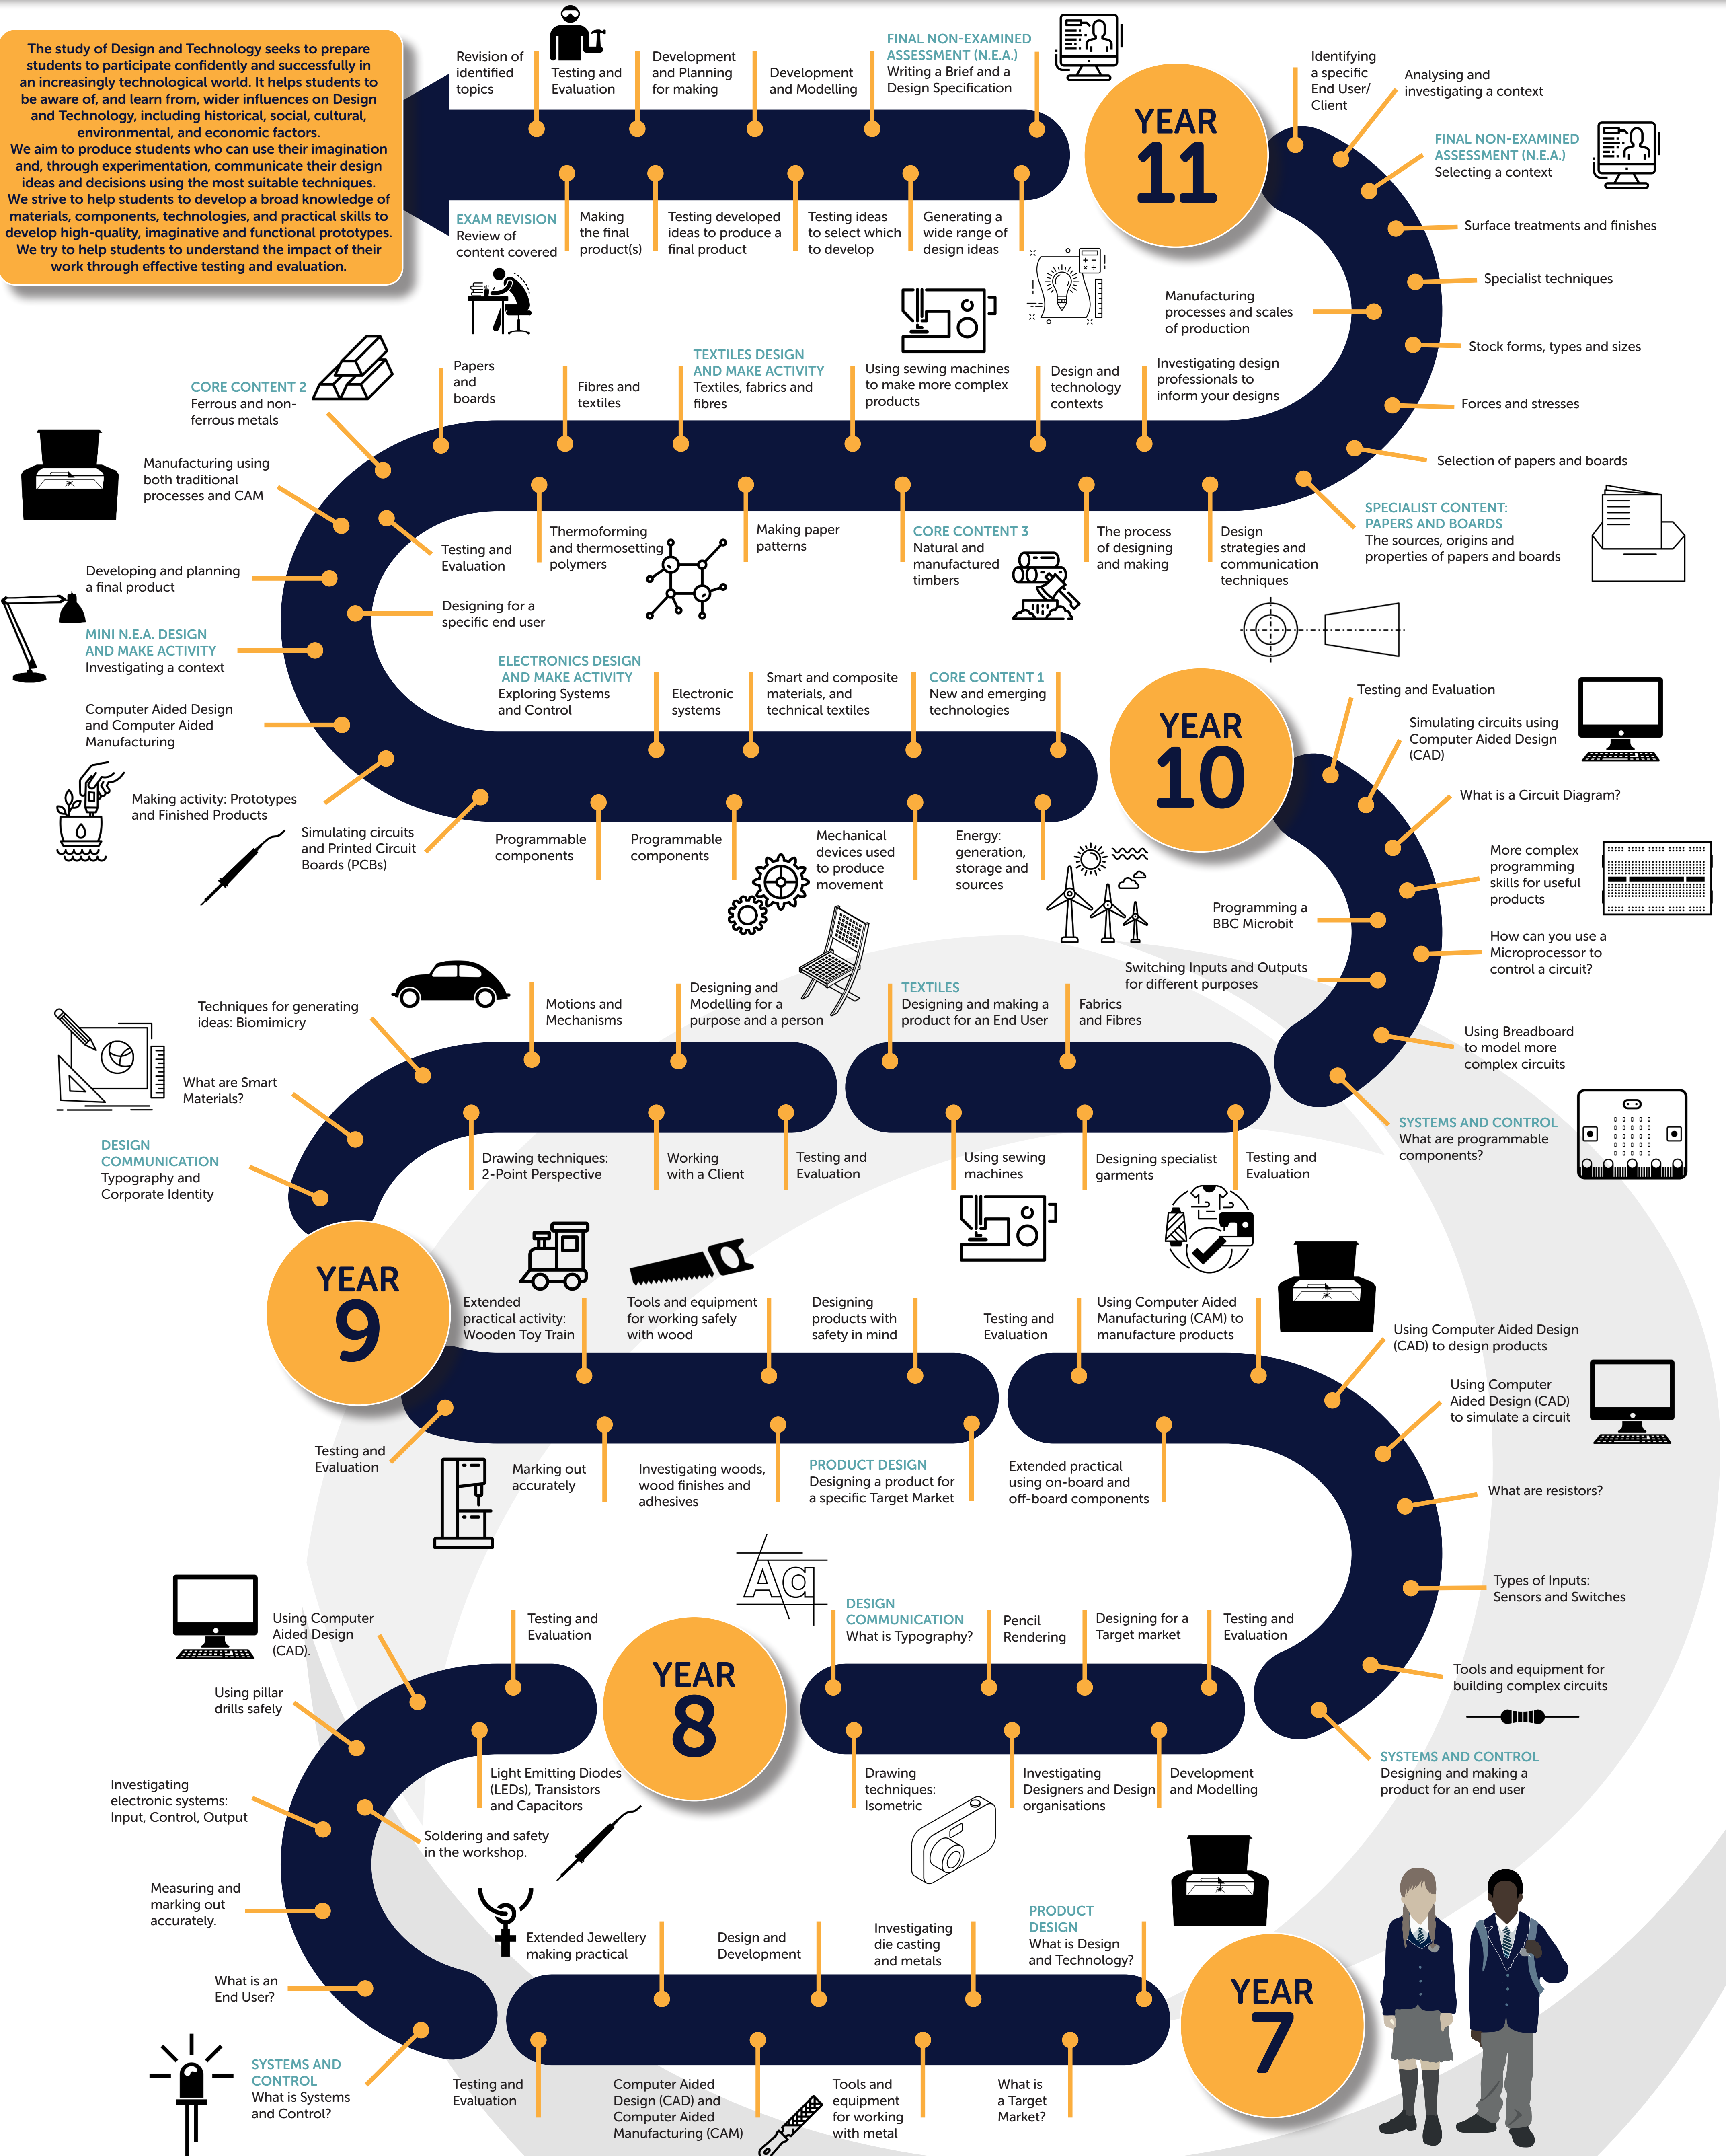 The study of Design and Technology seeks to prepare
students to participate confidently and successfully in
an increasingly technological world. It helps students to
be aware of, and learn from, wider influences on Design
and Technology, including historical, social, cultural,
environmental, and economic factors.
We aim to produce students who can use their imagination
and, through experimentation, communicate their design
ideas and decisions using the most suitable techniques.
We strive to help students to develop a broad knowledge of
materials, components, technologies, and practical skills to
develop high-quality, imaginative and functional prototypes.
We try to help students to understand the impact of their
work through effective testing and evaluation.
Revision of
identified
topics
Testing and
Evaluation
Development
and Planning
for making
Development
and Modelling
FINAL NON-EXAMINED
ASSESSMENT (N.E.A.)
Writing a Brief and a
Design Specification
EXAM REVISION
Review of
content covered
Making
the final
product(s)
Testing developed
ideas to produce a
final product
Testing ideas
to select which
to develop
Generating a
wide range of
design ideas
YEAR
11
Identifying
a specific
End User/
Client
Analysing and
investigating a context
FINAL NON-EXAMINED
ASSESSMENT (N.E.A.)
Selecting a context
Surface treatments and finishes
Specialist techniques
Manufacturing
processes and scales
of production
Stock forms, types and sizes
Forces and stresses
Selection of papers and boards
SPECIALIST CONTENT:
PAPERS AND BOARDS
The sources, origins and
properties of papers and boards
CORE CONTENT 2
Ferrous and non-
ferrous metals
Papers
and
boards
Fibres and
textiles
TEXTILES DESIGN
AND MAKE ACTIVITY
Textiles, fabrics and
fibres
Using sewing machines
to make more complex
products
Design and
technology
contexts
Investigating design
professionals to
inform your designs
Manufacturing using
both traditional
processes and CAM
Testing and
Evaluation
Thermoforming
and thermosetting
polymers
Making paper
patterns
CORE CONTENT 3
Natural and
manufactured
timbers
The process
of designing
and making
Design
strategies and
communication
techniques
Developing and planning
a final product
Designing for a
specific end user
MINI N.E.A. DESIGN
AND MAKE ACTIVITY
Investigating a context
Computer Aided Design
and Computer Aided
Manufacturing
Making activity: Prototypes
and Finished Products
Simulating circuits
and Printed Circuit
Boards (PCBs)
ELECTRONICS DESIGN
AND MAKE ACTIVITY
Exploring Systems
and Control
Electronic
systems
Smart and composite
materials, and
technical textiles
CORE CONTENT 1
New and emerging
technologies
Programmable
components
Programmable
components
Mechanical
devices used
to produce
movement
Energy:
generation,
storage and
sources
YEAR
10
Testing and Evaluation
Simulating circuits using
Computer Aided Design
(CAD)
What is a Circuit Diagram?
More complex
programming
skills for useful
products
Programming a
BBC Microbit
How can you use a
Microprocessor to
control a circuit?
Switching Inputs and Outputs
for different purposes
Using Breadboard
to model more
complex circuits
SYSTEMS AND CONTROL
What are programmable
components?
Techniques for generating
ideas: Biomimicry
Motions and
Mechanisms
Designing and
Modelling for a
purpose and a person
TEXTILES
Designing and making a
product for an End User
Fabrics
and Fibres
What are Smart
Materials?
DESIGN
COMMUNICATION
Typography and
Corporate Identity
Drawing techniques:
2-Point Perspective
Working
with a Client
Testing and
Evaluation
Using sewing
machines
Designing specialist
garments
Testing and
Evaluation
YEAR
9
Extended
practical activity:
Wooden Toy Train
Tools and equipment
for working safely
with wood
Designing
products with
safety in mind
Testing and
Evaluation
Using Computer Aided
Manufacturing (CAM) to
manufacture products
Using Computer Aided Design
(CAD) to design products
Using Computer
Aided Design (CAD)
to simulate a circuit
Testing and
Evaluation
Marking out
accurately
Investigating woods,
wood finishes and
adhesives
PRODUCT DESIGN
Designing a product for
a specific Target Market
Extended practical
using on-board and
off-board components
What are resistors?
Types of Inputs:
Sensors and Switches
Tools and equipment for
building complex circuits
SYSTEMS AND CONTROL
Designing and making a
product for an end user
Aa
Using Computer
Aided Design
(CAD).
Testing and
Evaluation
YEAR
8
DESIGN
COMMUNICATION
What is Typography?
Pencil
Rendering
Designing for a
Target market
Testing and
Evaluation
Using pillar
drills safely
Light Emitting Diodes
(LEDs), Transistors
and Capacitors
Drawing
techniques:
Isometric
Investigating
Designers and Design
organisations
Development
and Modelling
Investigating
electronic systems:
Input, Control, Output
Soldering and safety
in the workshop.
Measuring and
marking out
accurately.
What is an
End User?
SYSTEMS AND
CONTROL
What is Systems
and Control?
Extended Jewellery
making practical
Design and
Development
Investigating
die casting
and metals
PRODUCT
DESIGN
What is Design
and Technology?
Testing and
Evaluation
Computer Aided
Design (CAD) and
Computer Aided
Manufacturing (CAM)
Tools and
equipment
for working
with metal
What is
a Target
Market?
YEAR
7